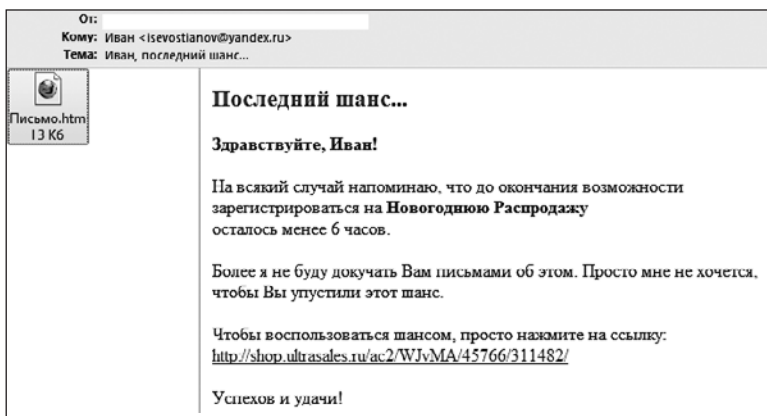 От:
Кому: Иван <isevostianov@yandex.ru>
Тема: Иван, последний шанс...
Письмо.htm
13 Кб
Последний шанс...
Здравствуйте, Иван!
На всякий случай напоминаю, что до окончания возможности
зарегистрироваться на Новогоднюю Распродажу
осталось менее 6 часов.
Более я не буду докучать Вам письмами об этом. Просто мне не хочется,
чтобы Вы упустили этот шанс.
Чтобы воспользоваться шансом, просто нажмите на ссылку:
http://shop.ultrasales.ru/ac2/WJvMA/45766/311482/
Успехов и удачи!